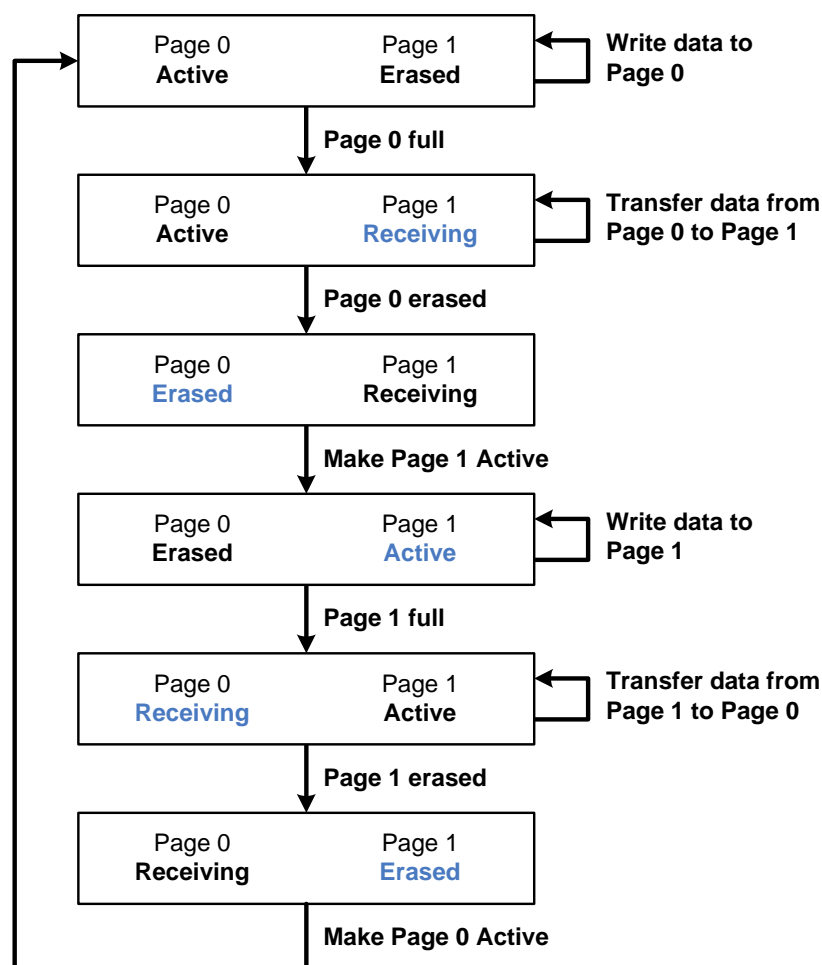 Page 0 Page 1
Active Erased
Write data to
Page 0
Page 0 full
Page 0 Page 1
Active Receiving
Transfer data from
Page 0 to Page 1
Page 0 erased
Page 0 Page 1
Erased Receiving
Make Page 1 Active
Page 0 Page 1
Erased Active
Write data to
Page 1
Page 1 full
Page 0 Page 1
Receiving Active
Transfer data from
Page 1 to Page 0
Page 1 erased
Page 0 Page 1
Receiving Erased
Make Page 0 Active